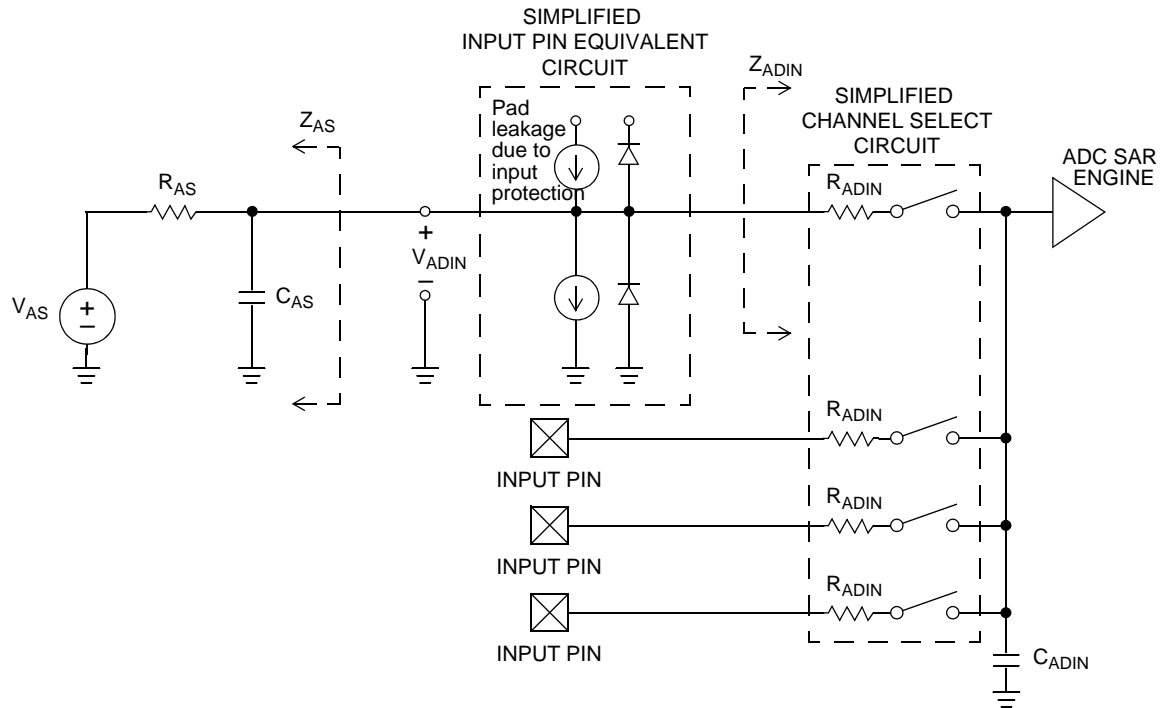 SIMPLIFIED
INPUT PIN EQUIVALENT
CIRCUIT
Pad
leakage
due to
input
protection
Z_AS
R_AS
C_AS
V_AS
+
–
+
V_ADIN
–
Z_ADIN
SIMPLIFIED
CHANNEL SELECT
CIRCUIT
R_ADIN
ADC SAR
ENGINE
R_ADIN
INPUT PIN
R_ADIN
INPUT PIN
R_ADIN
INPUT PIN
C_ADIN